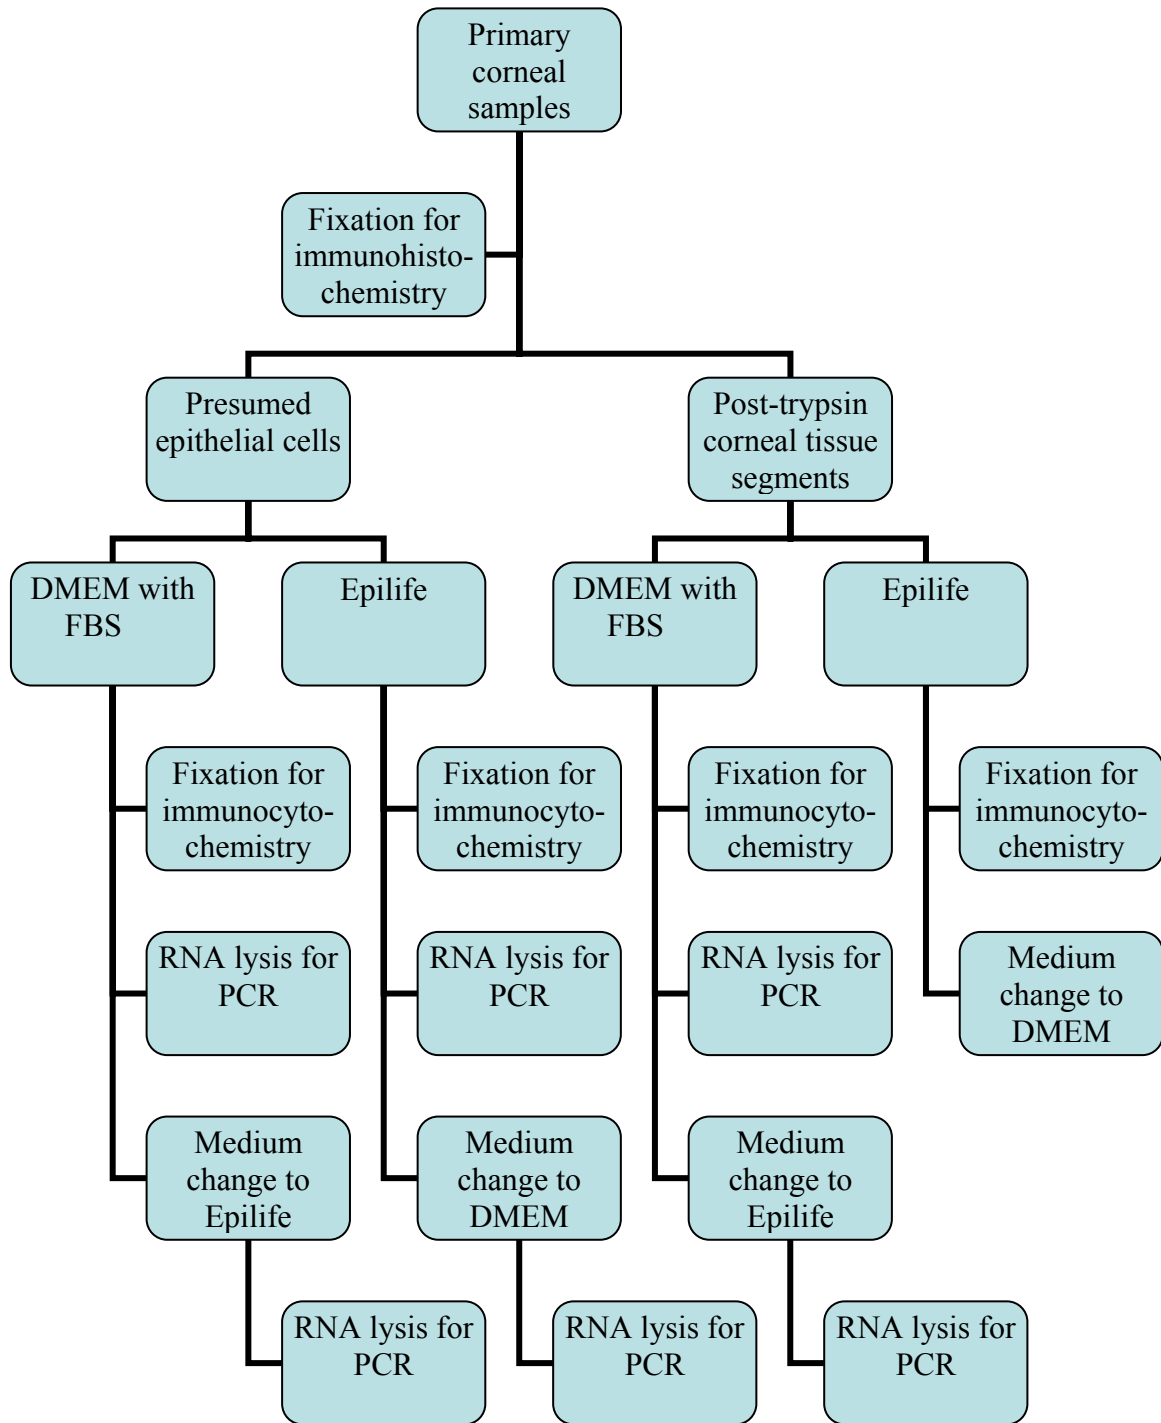 Primary
corneal
samples
Fixation for
immunohisto-
chemistry
Presumed
epithelial cells
Post-trypsin
corneal tissue
segments
DMEM with
FBS
Epilife
DMEM with
FBS
Epilife
Fixation for
immunocyto-
chemistry
Fixation for
immunocyto-
chemistry
Fixation for
immunocyto-
chemistry
Fixation for
immunocyto-
chemistry
RNA lysis for
PCR
RNA lysis for
PCR
RNA lysis for
PCR
Medium
change to
DMEM
Medium
change to
Epilife
Medium
change to
DMEM
Medium
change to
Epilife
RNA lysis for
PCR
RNA lysis for
PCR
RNA lysis for
PCR